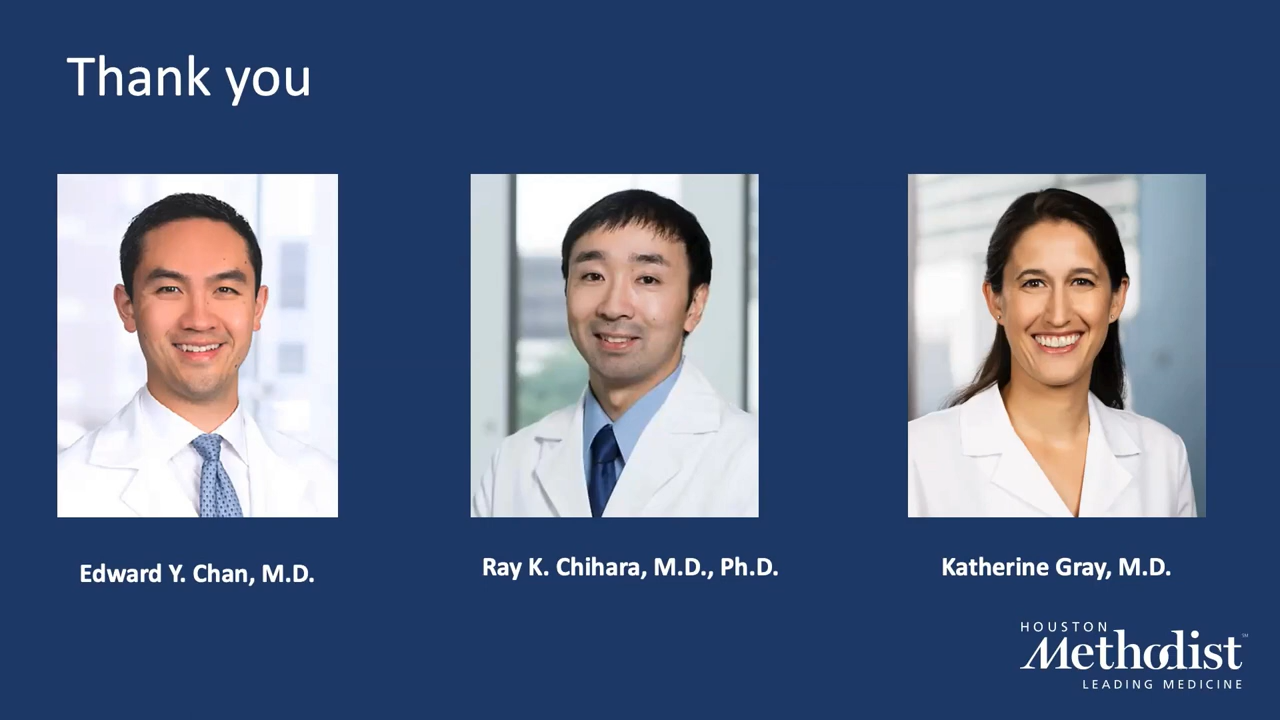 Thank you
Edward Y. Chan, M.D.
Ray K. Chihara, M.D., Ph.D.
Katherine Gray, M.D.
HOUSTON
Methodist
LEADING MEDICINE